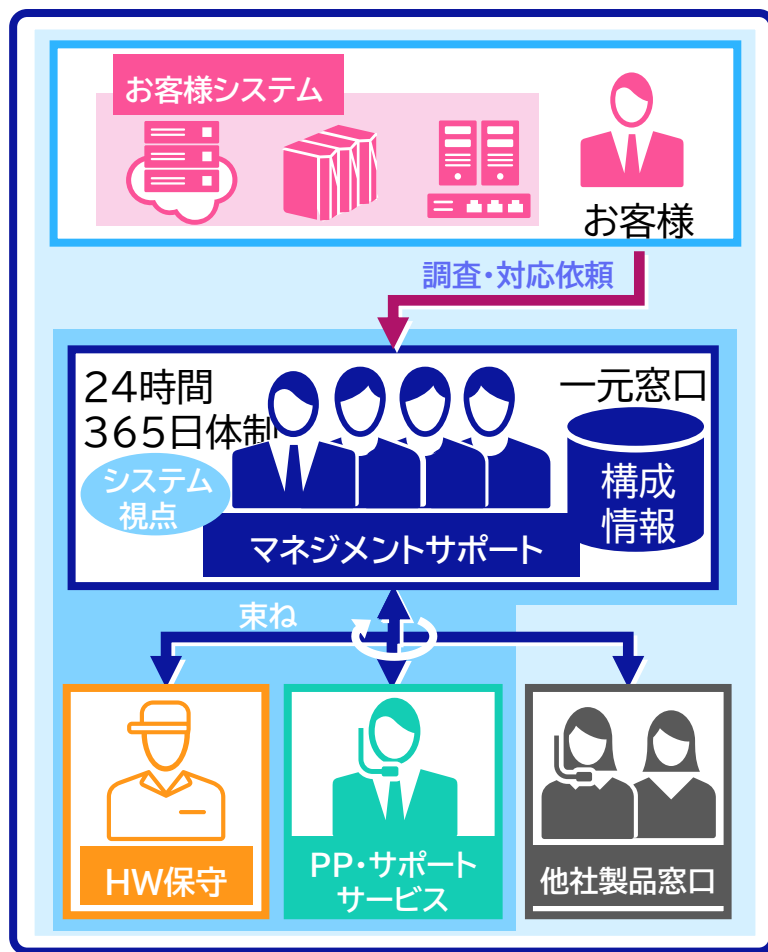 お客様システム
お客様
調査・対応依頼
24時間
365日体制
一元窓口
システム
視点
構成
情報
マネジメントサポート
束ね
HW保守
PP・サポート
サービス
他社製品窓口